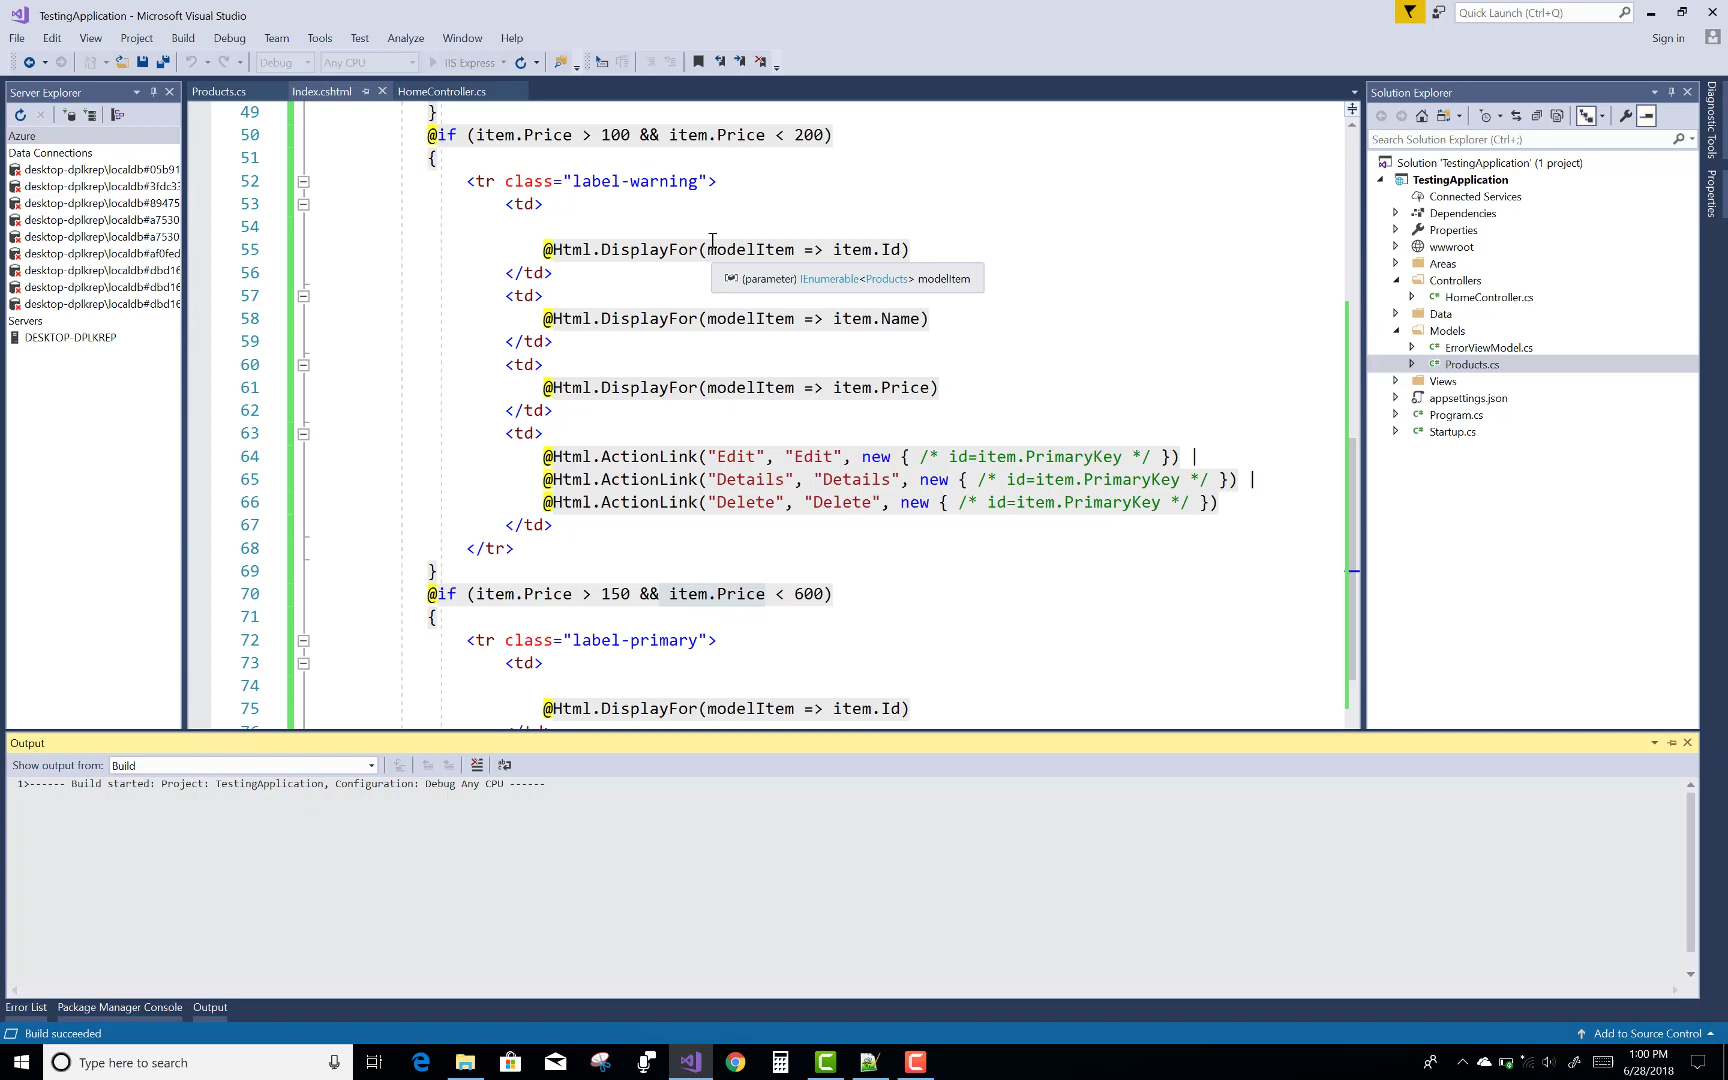 TestingApplication - Microsoft Visual Studio
Quick Launch (Ctrl+Q)
File Edit View Project Build Debug Team Tools Test Analyze Window Help
Sign in
Debug Any CPU IIS Express
Server Explorer
Azure
Data Connections
desktop-dplkrep\localdb#05b91
desktop-dplkrep\localdb#3fdc33
desktop-dplkrep\localdb#89475
desktop-dplkrep\localdb#a7530
desktop-dplkrep\localdb#a7530
desktop-dplkrep\localdb#af0fed
desktop-dplkrep\localdb#dbd16
desktop-dplkrep\localdb#dbd16
desktop-dplkrep\localdb#dbd16
Servers
DESKTOP-DPLKREP
Products.cs Index.cshtml HomeController.cs
49 }
50 @if (item.Price > 100 && item.Price < 200)
51 {
52 <tr class="label-warning">
53 <td>
54
55 @Html.DisplayFor(modelItem => item.Id)
(parameter) IEnumerable<Products> modelItem
56 </td>
57 <td>
58 @Html.DisplayFor(modelItem => item.Name)
59 </td>
60 <td>
61 @Html.DisplayFor(modelItem => item.Price)
62 </td>
63 <td>
64 @Html.ActionLink("Edit", "Edit", new { /* id=item.PrimaryKey */ }) |
65 @Html.ActionLink("Details", "Details", new { /* id=item.PrimaryKey */ }) |
66 @Html.ActionLink("Delete", "Delete", new { /* id=item.PrimaryKey */ })
67 </td>
68 </tr>
69 }
70 @if (item.Price > 150 && item.Price < 600)
71 {
72 <tr class="label-primary">
73 <td>
74
75 @Html.DisplayFor(modelItem => item.Id)
Solution Explorer
Search Solution Explorer (Ctrl+;)
Solution 'TestingApplication' (1 project)
TestingApplication
Connected Services
Dependencies
Properties
wwwroot
Areas
Controllers
HomeController.cs
Data
Models
ErrorViewModel.cs
Products.cs
Views
appsettings.json
Program.cs
Startup.cs
Diagnostic Tools
Properties
Output
Show output from: Build
1>------ Build started: Project: TestingApplication, Configuration: Debug Any CPU ------
Error List Package Manager Console Output
Build succeeded
Add to Source Control
Type here to search
1:00 PM
6/28/2018